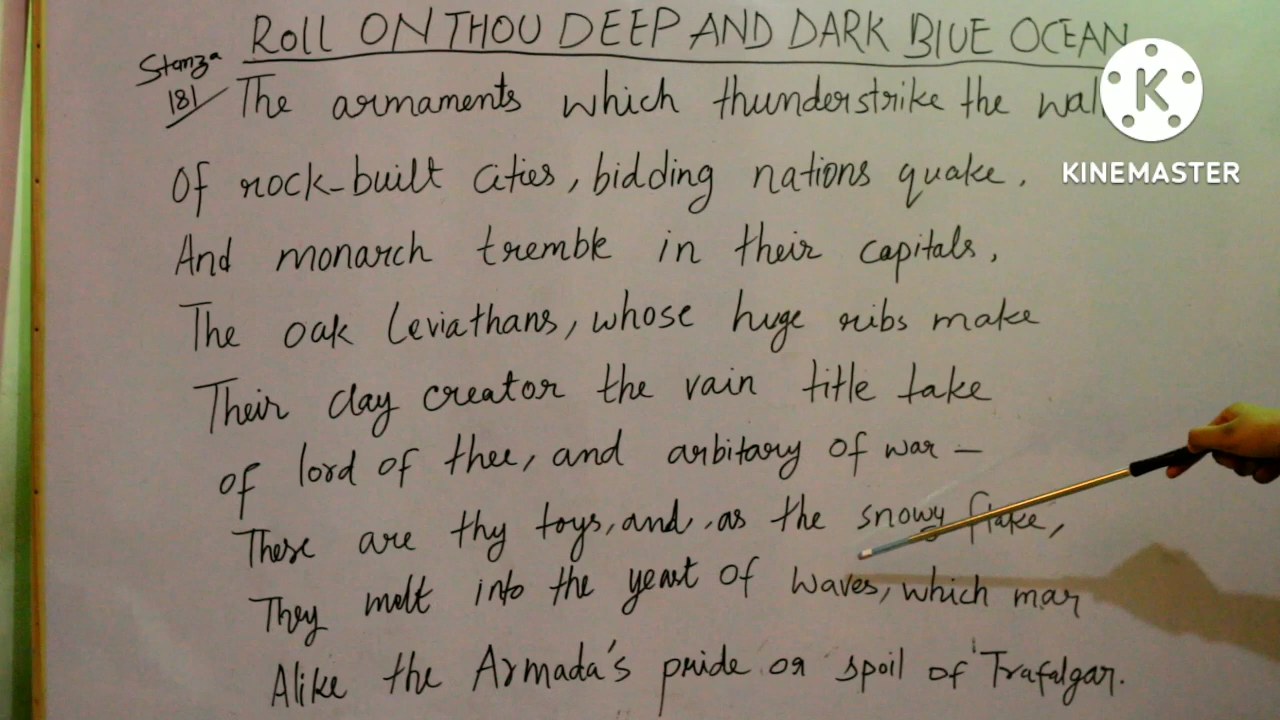 ROLL ON THOU DEEP AND DARK BLUE OCEAN
Stanza
181
The armaments which thunderstrike the wall
K
KINEMASTER
Of rock-built cities, bidding nations quake.
And monarch tremble in their capitals,
The oak Leviathans, whose huge ribs make
Their clay creator the vain title take
of lord of thee, and arbitary of war –
These are thy toys, and, as the snowy flake,
They melt into the yeast of waves, which mar
Alike the Armada's pride or spoil of Trafalgar.